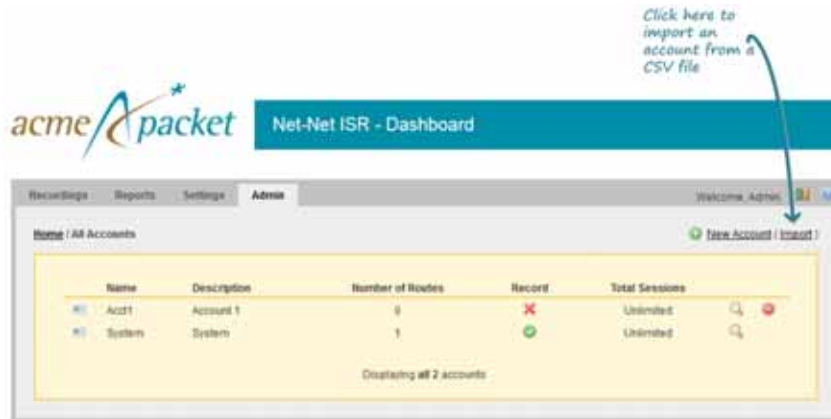 Click here to
import an
account from a
CSV file
acme packet
Net-Net ISR - Dashboard
Recordings Reports Settings Admin
Welcome, Admin
Home / All Accounts
New Account ( Import )
Name Description Number of Routes Record Total Sessions
Acct1 Account 1 Unlimited
System System 1 Unlimited
Displaying all 2 accounts